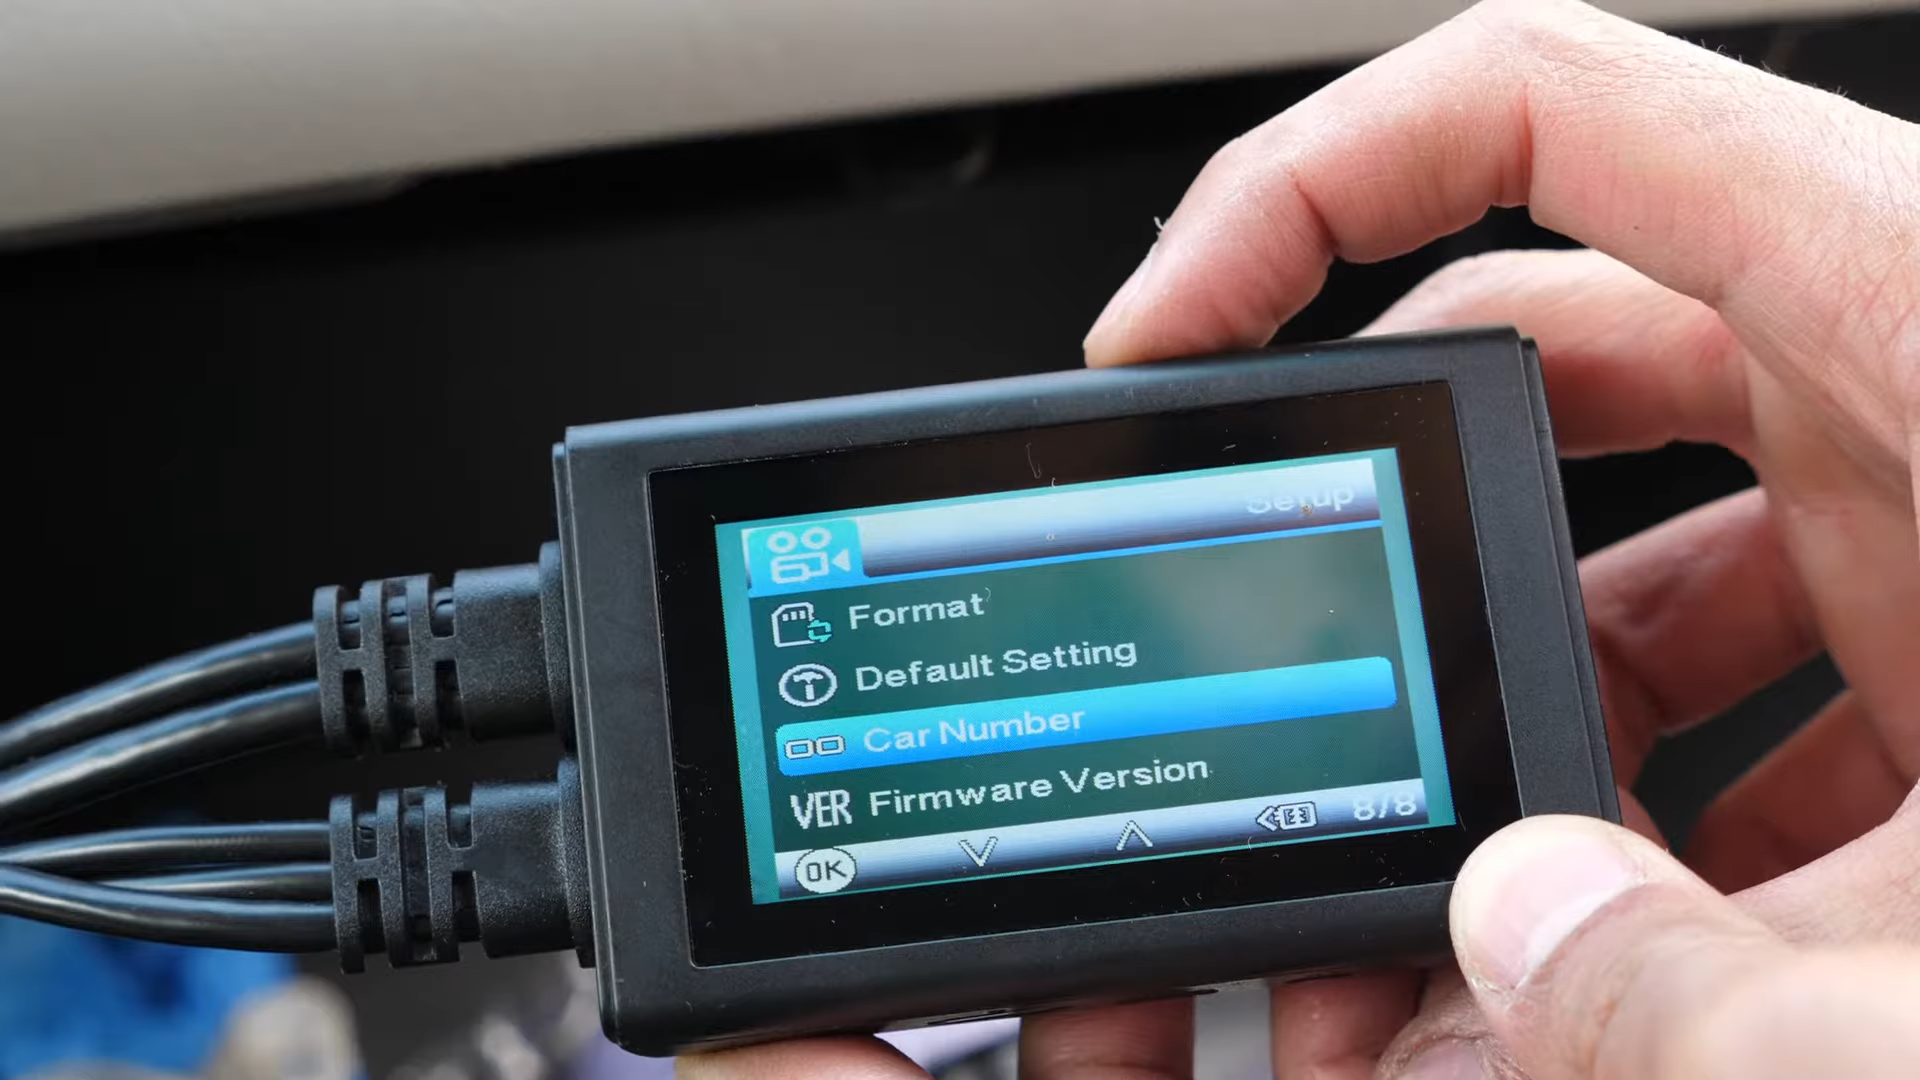 Setup
Format
Default Setting
Car Number
VER Firmware Version
OK 8/8